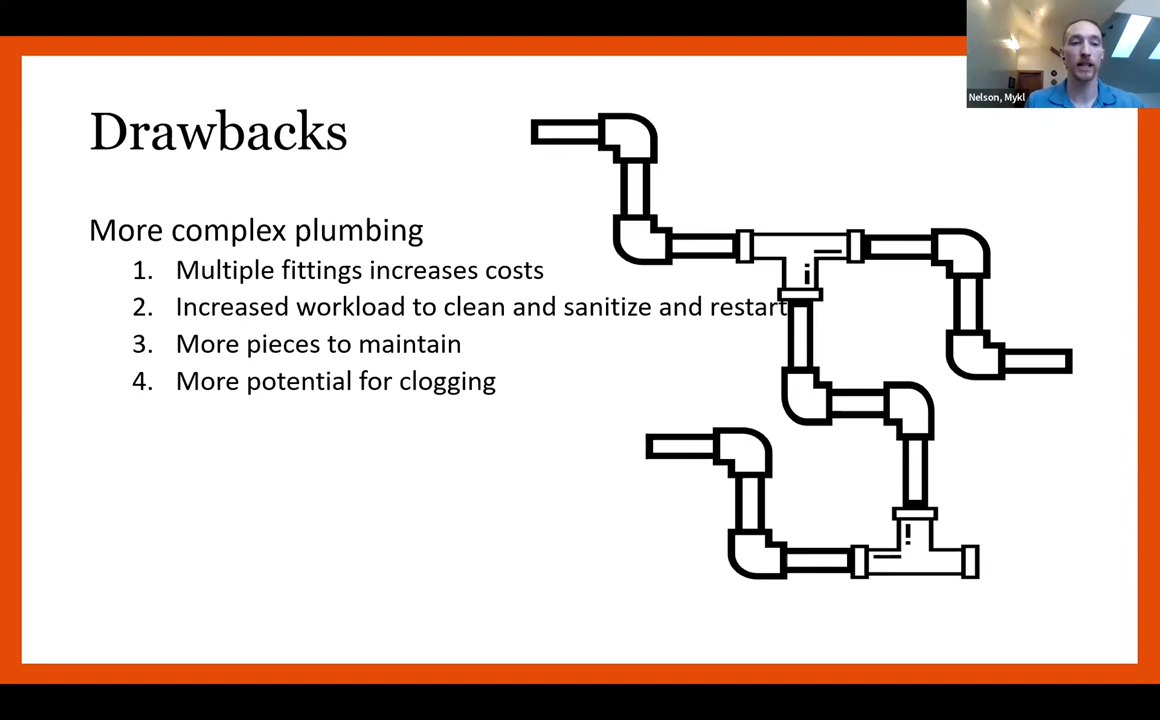 Nelson, Mykl
Drawbacks
More complex plumbing
1. Multiple fittings increases costs
2. Increased workload to clean and sanitize and restart
3. More pieces to maintain
4. More potential for clogging